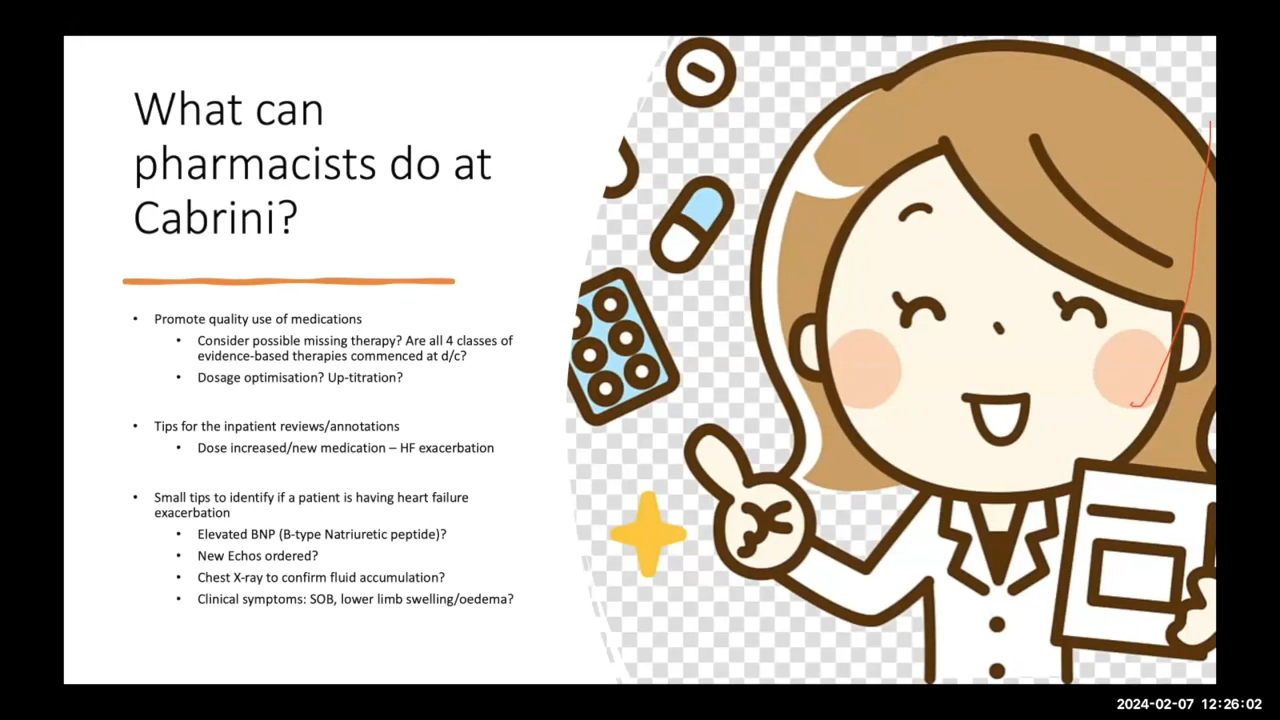 What can
pharmacists do at
Cabrini?
• Promote quality use of medications
• Consider possible missing therapy? Are all 4 classes of
evidence-based therapies commenced at d/c?
• Dosage optimisation? Up-titration?
• Tips for the inpatient reviews/annotations
• Dose increased/new medication – HF exacerbation
• Small tips to identify if a patient is having heart failure
exacerbation
• Elevated BNP (B-type Natriuretic peptide)?
• New Echos ordered?
• Chest X-ray to confirm fluid accumulation?
• Clinical symptoms: SOB, lower limb swelling/oedema?
2024-02-07 12:26:02